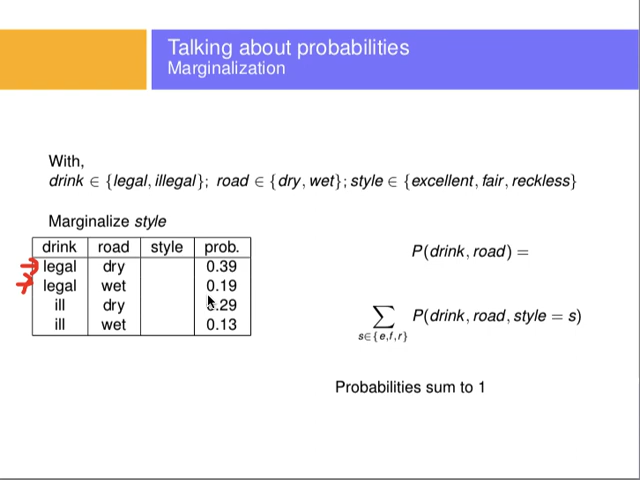 Talking about probabilities
Marginalization
With,
drink ∈ {legal, illegal}; road ∈ {dry, wet}; style ∈ {excellent, fair, reckless}
Marginalize style
drink road style prob.
legal dry 0.39
legal wet 0.19
ill dry 0.29
ill wet 0.13
P(drink, road) =
∑ P(drink, road, style = s)
s∈{e,f,r}
Probabilities sum to 1